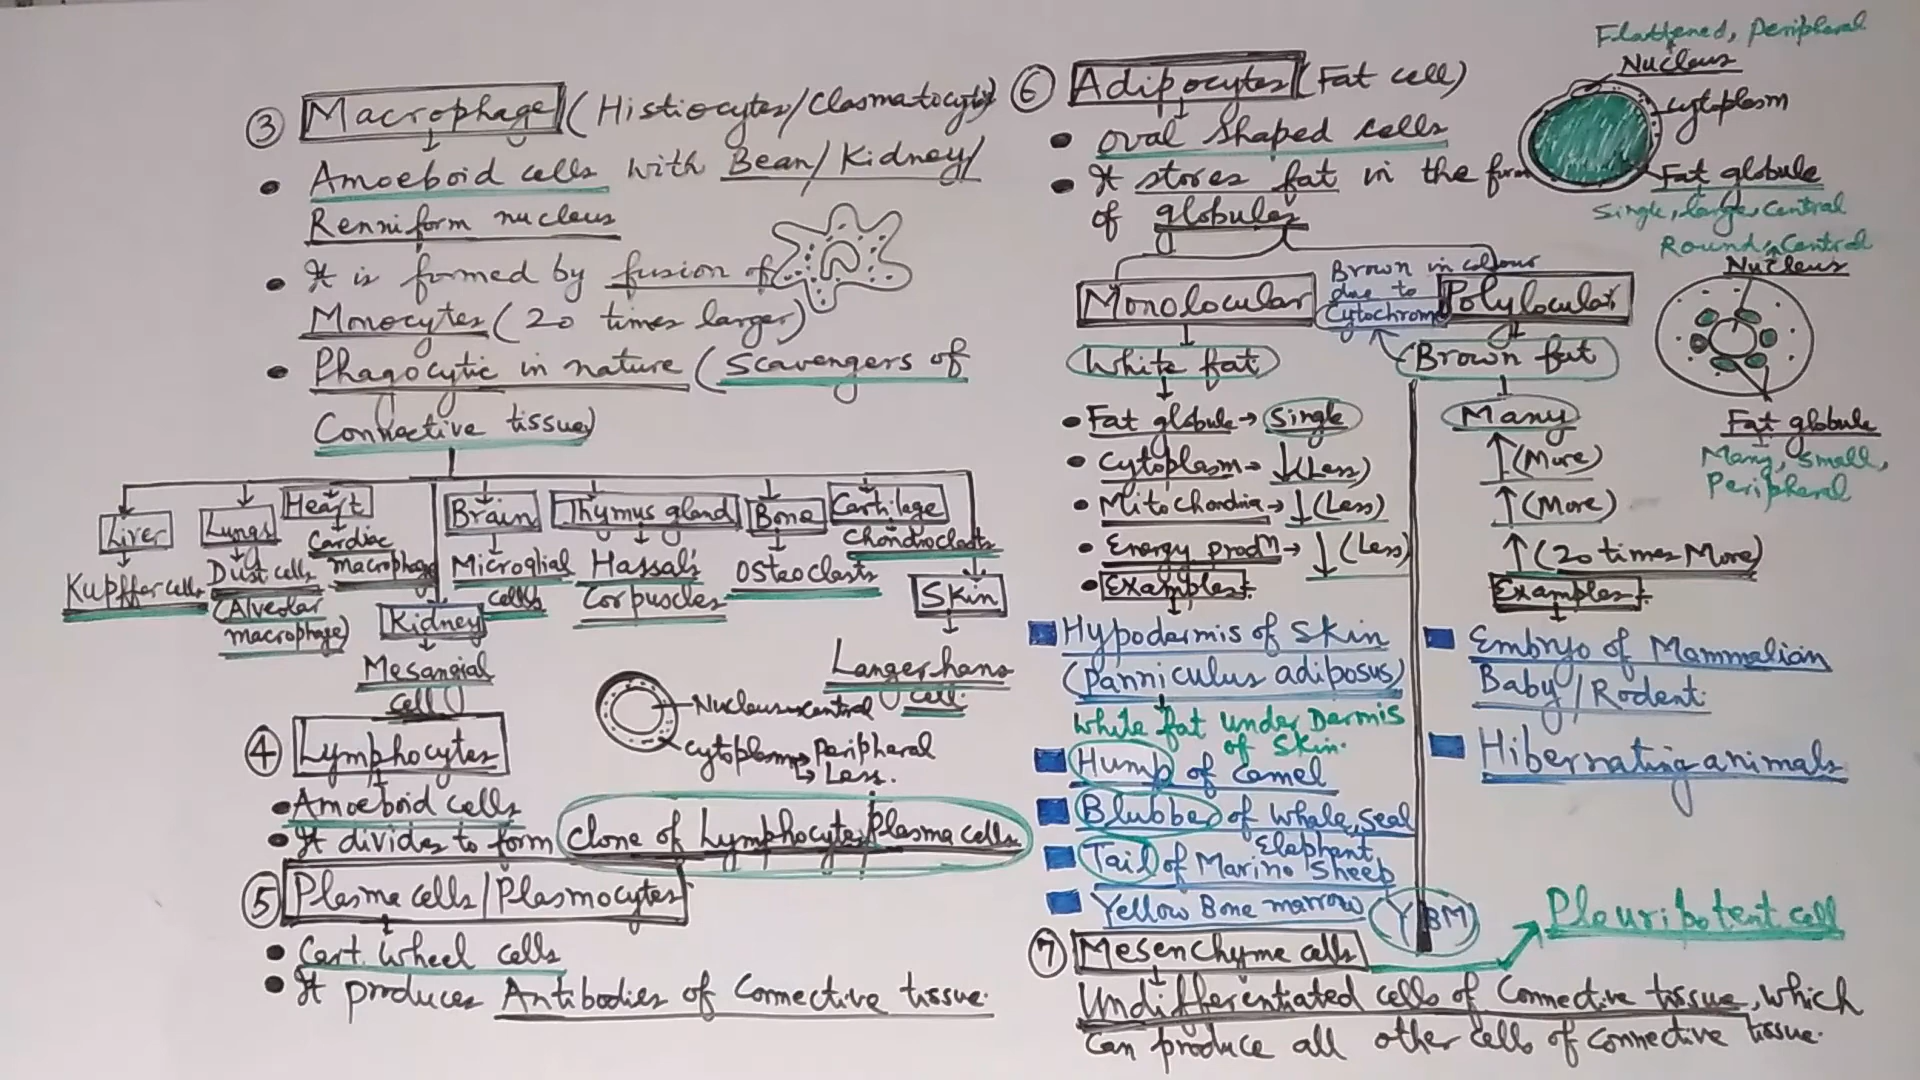 ③ Macrophage (Histiocytes/Clasmatocytes)
• Amoeboid cells with Bean/Kidney/
Renniform nucleus
• It is formed by fusion of
Monocytes (20 times larger)
• Phagocytic in nature (Scavengers of
Connective tissue)
Liver
Kupffer cells
Lungs
Dust cells
(Alveolar
macrophage)
Heart
Cardiac
macrophage
Kidney
Mesangial
cell
Brain
Microglial
cells
Thymus gland
Hassal's
Corpuscles
Bone
Osteoclasts
Cartilage
Chondroclasts
Skin
Langerhans
cell.
④ Lymphocytes
Nucleus→central
cytoplasm→Peripheral
↳ Less.
• Amoeboid cells
• It divides to form clone of Lymphocyte, Plasma cells
⑤ Plasma cells/Plasmocytes
• Cart wheel cells
• It produces Antibodies of Connective tissue.
⑥ Adipocytes (Fat cell)
• oval shaped cells
• It stores fat in the form
of globules
Flattened, Peripheral
Nucleus
cytoplasm
Fat globule
Single, large, Central
Monolocular
Brown in colour
due to
Cytochrome
Polylocular
Round, Central
Nucleus
Fat globule
Many, Small,
Peripheral
White fat
Brown fat
• Fat globule → Single
Many
• Cytoplasm → ↓ (Less)
↑ (More)
• Mitochondria → ↓ (Less)
↑ (More)
• Energy prodn → ↓ (Less)
↑ (20 times More)
• Examples
Examples
Hypodermis of Skin
(Panniculus adiposus)
White fat under Dermis
of Skin.
Hump of Camel
Blubber of Whale, Seal
Elephant
Tail of Marino Sheep
Yellow Bone marrow
YBM
Embryo of Mammalian
Baby/Rodent.
Hibernating animals
⑦ Mesenchyme cells
Pleuripotent cell
Undifferentiated cells of Connective tissue, which
can produce all other cells of connective tissue.